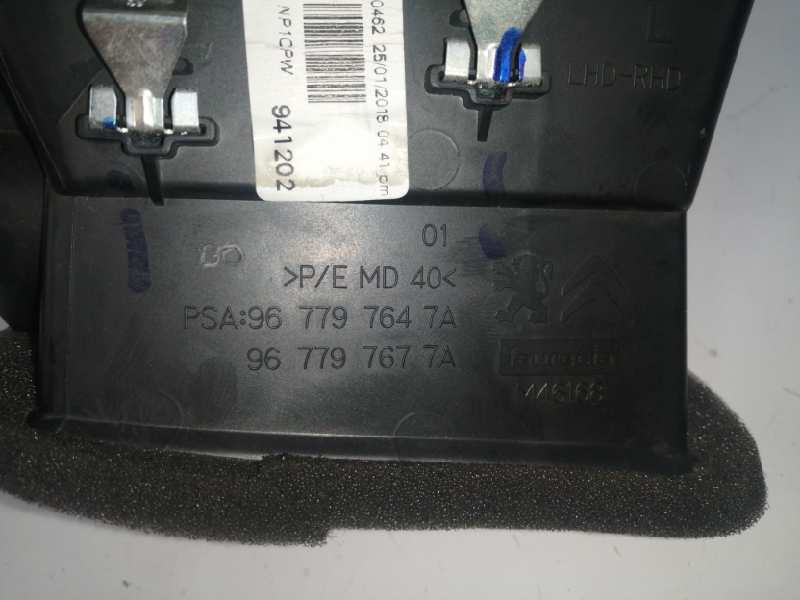 0462 25/01/2018 04:41 pm
NP1CPW
941202
L
LHD-RHD
01
>P/E MD 40<
PSA:96 779 764 7A
96 779 767 7A
faurecia